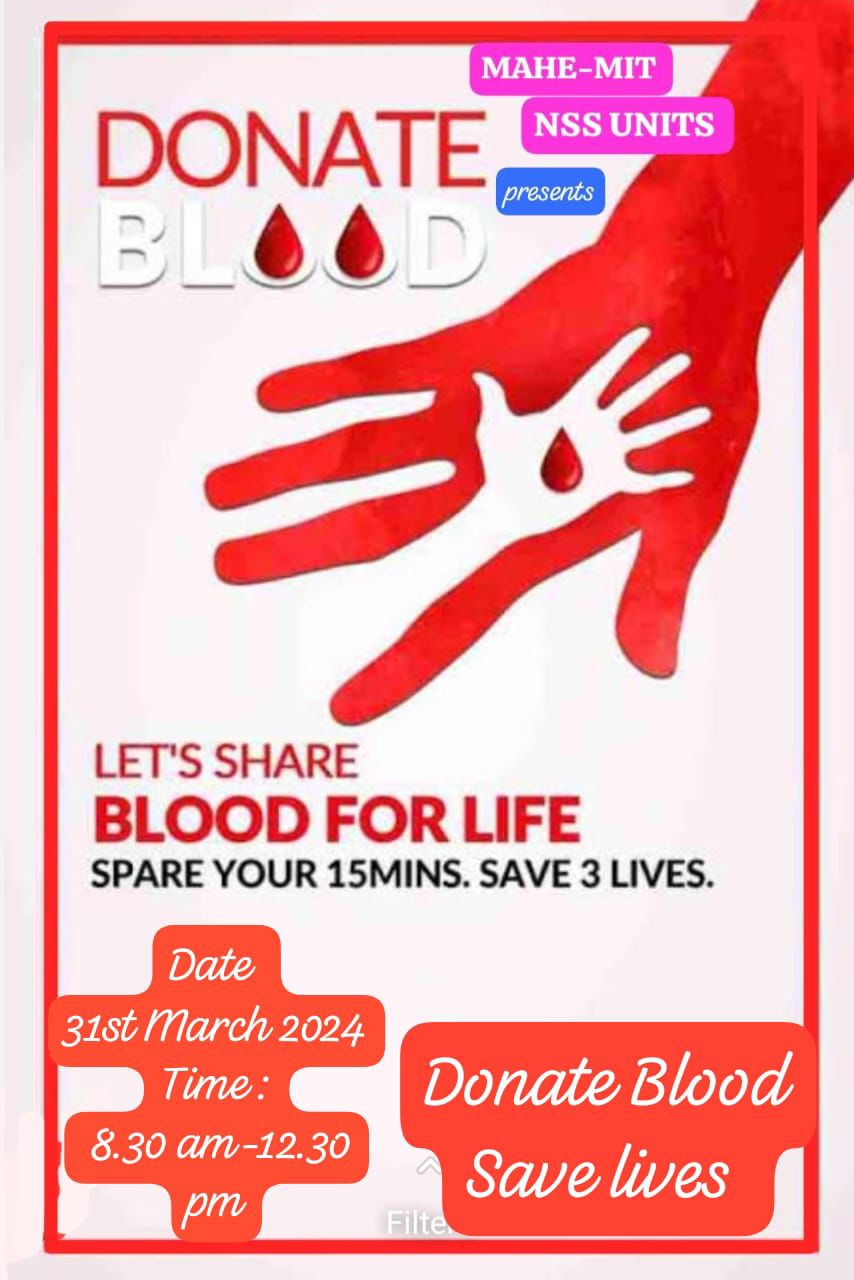 MAHE-MIT
NSS UNITS
presents
DONATE
BLOOD
LET'S SHARE
BLOOD FOR LIFE
SPARE YOUR 15MINS. SAVE 3 LIVES.
Date
31st March 2024
Time :
8.30 am-12.30
pm
Donate Blood
Save lives